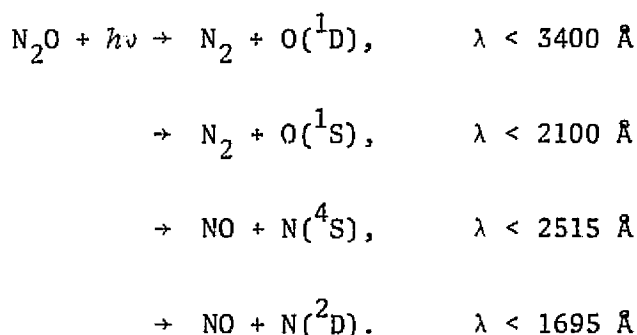 N₂O + hν → N₂ + O(¹D), λ < 3400 Å
→ N₂ + O(¹S), λ < 2100 Å
→ NO + N(⁴S), λ < 2515 Å
→ NO + N(²D). λ < 1695 Å